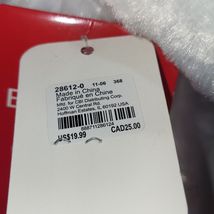 28612-0 11-06 368
Made in China
Fabriqué en Chine
Mfd. for CBI Distributing Corp.
2400 W Central Rd.
Hoffman Estates, IL 60192 USA
888711286124
US$19.99 CAD25.00